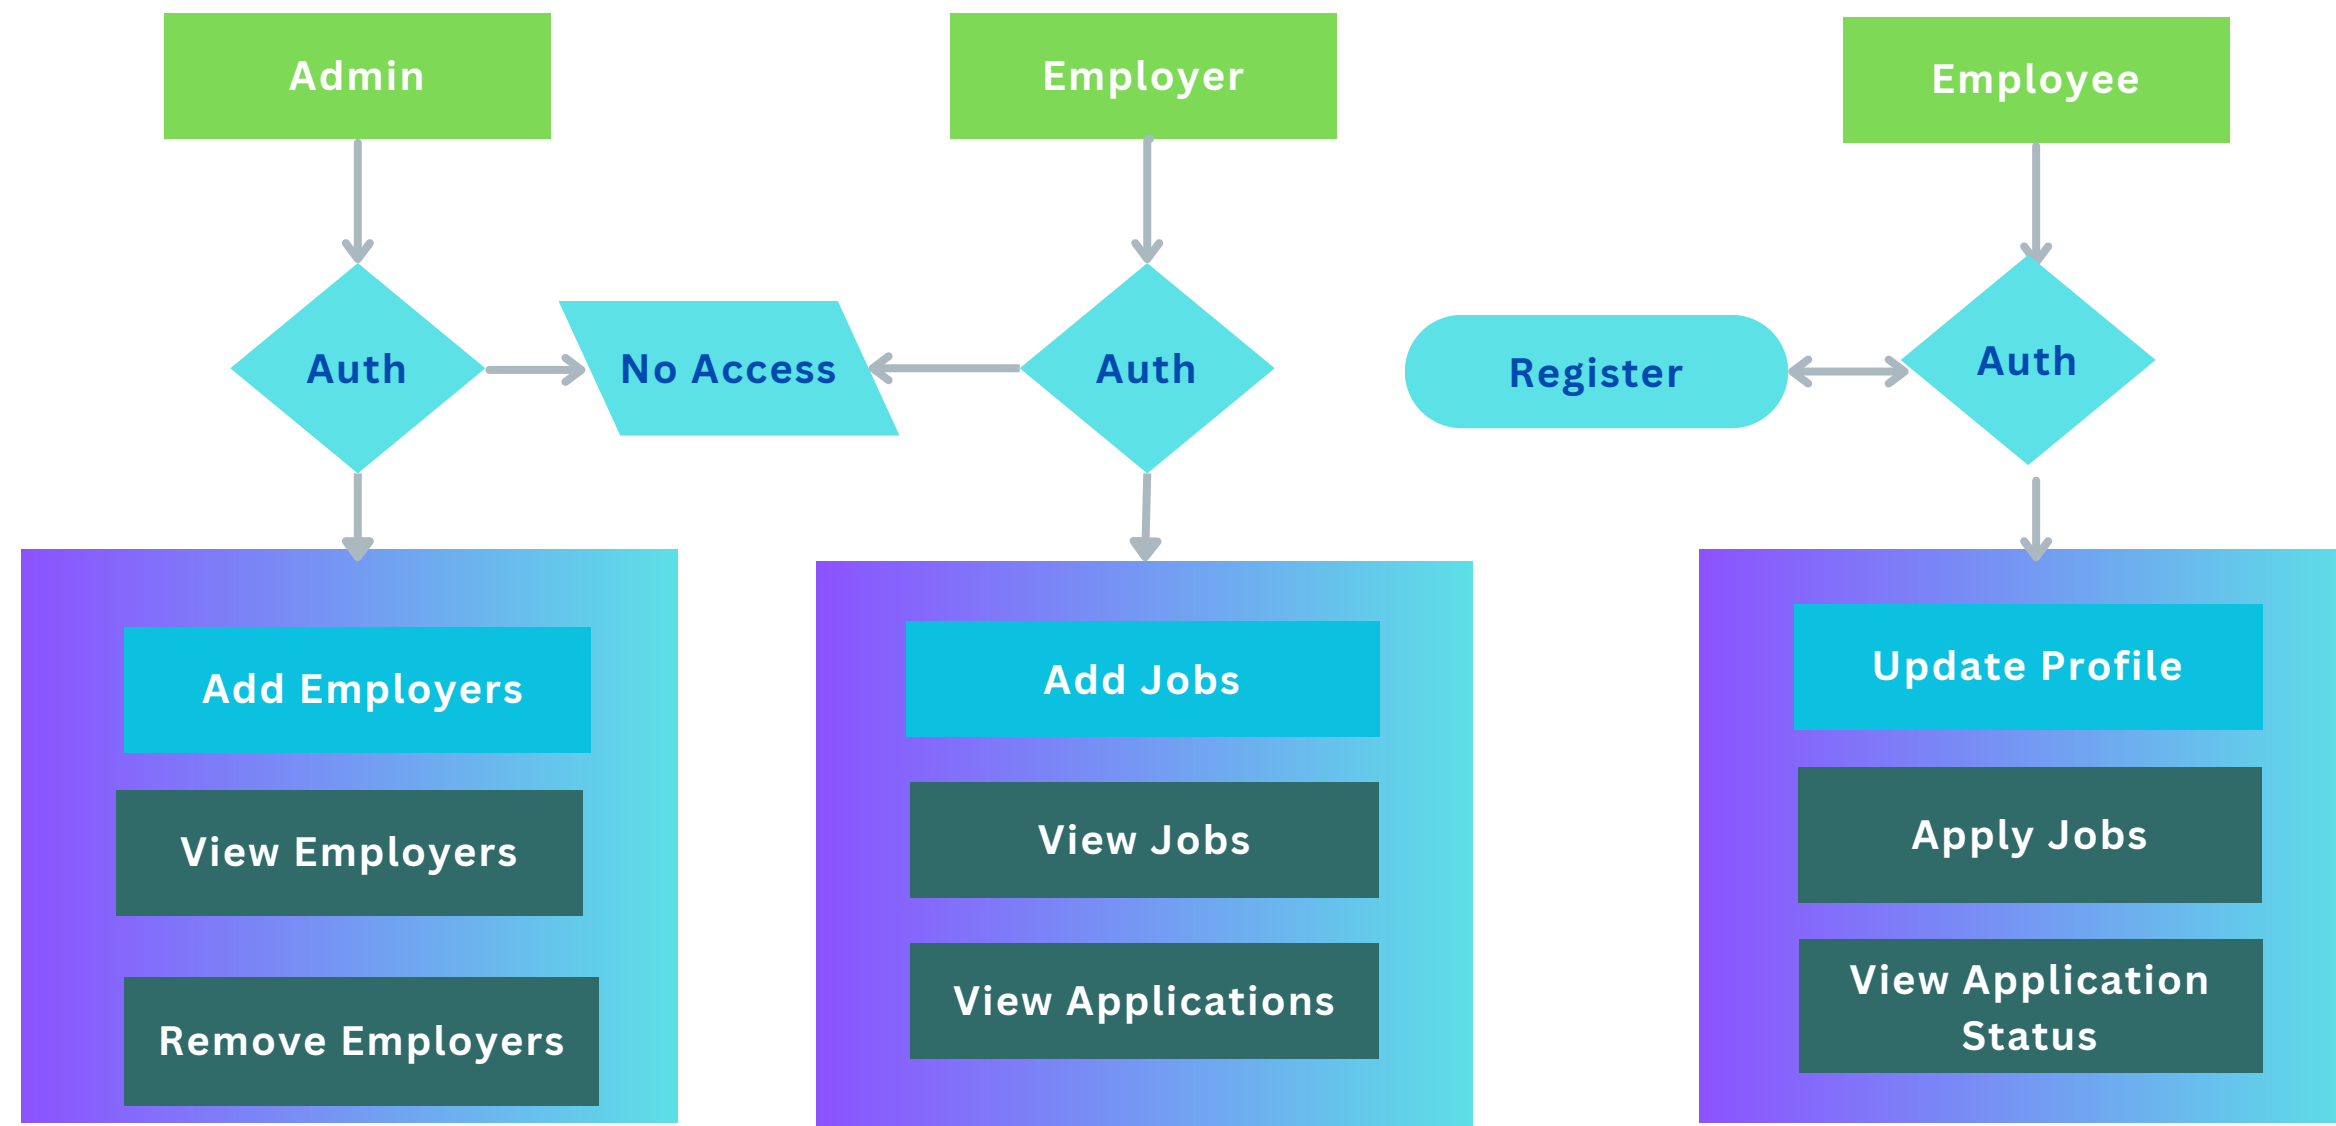 Admin
Employer
Employee
Auth
No Access
Auth
Register
Auth
Add Employers
View Employers
Remove Employers
Add Jobs
View Jobs
View Applications
Update Profile
Apply Jobs
View Application
Status